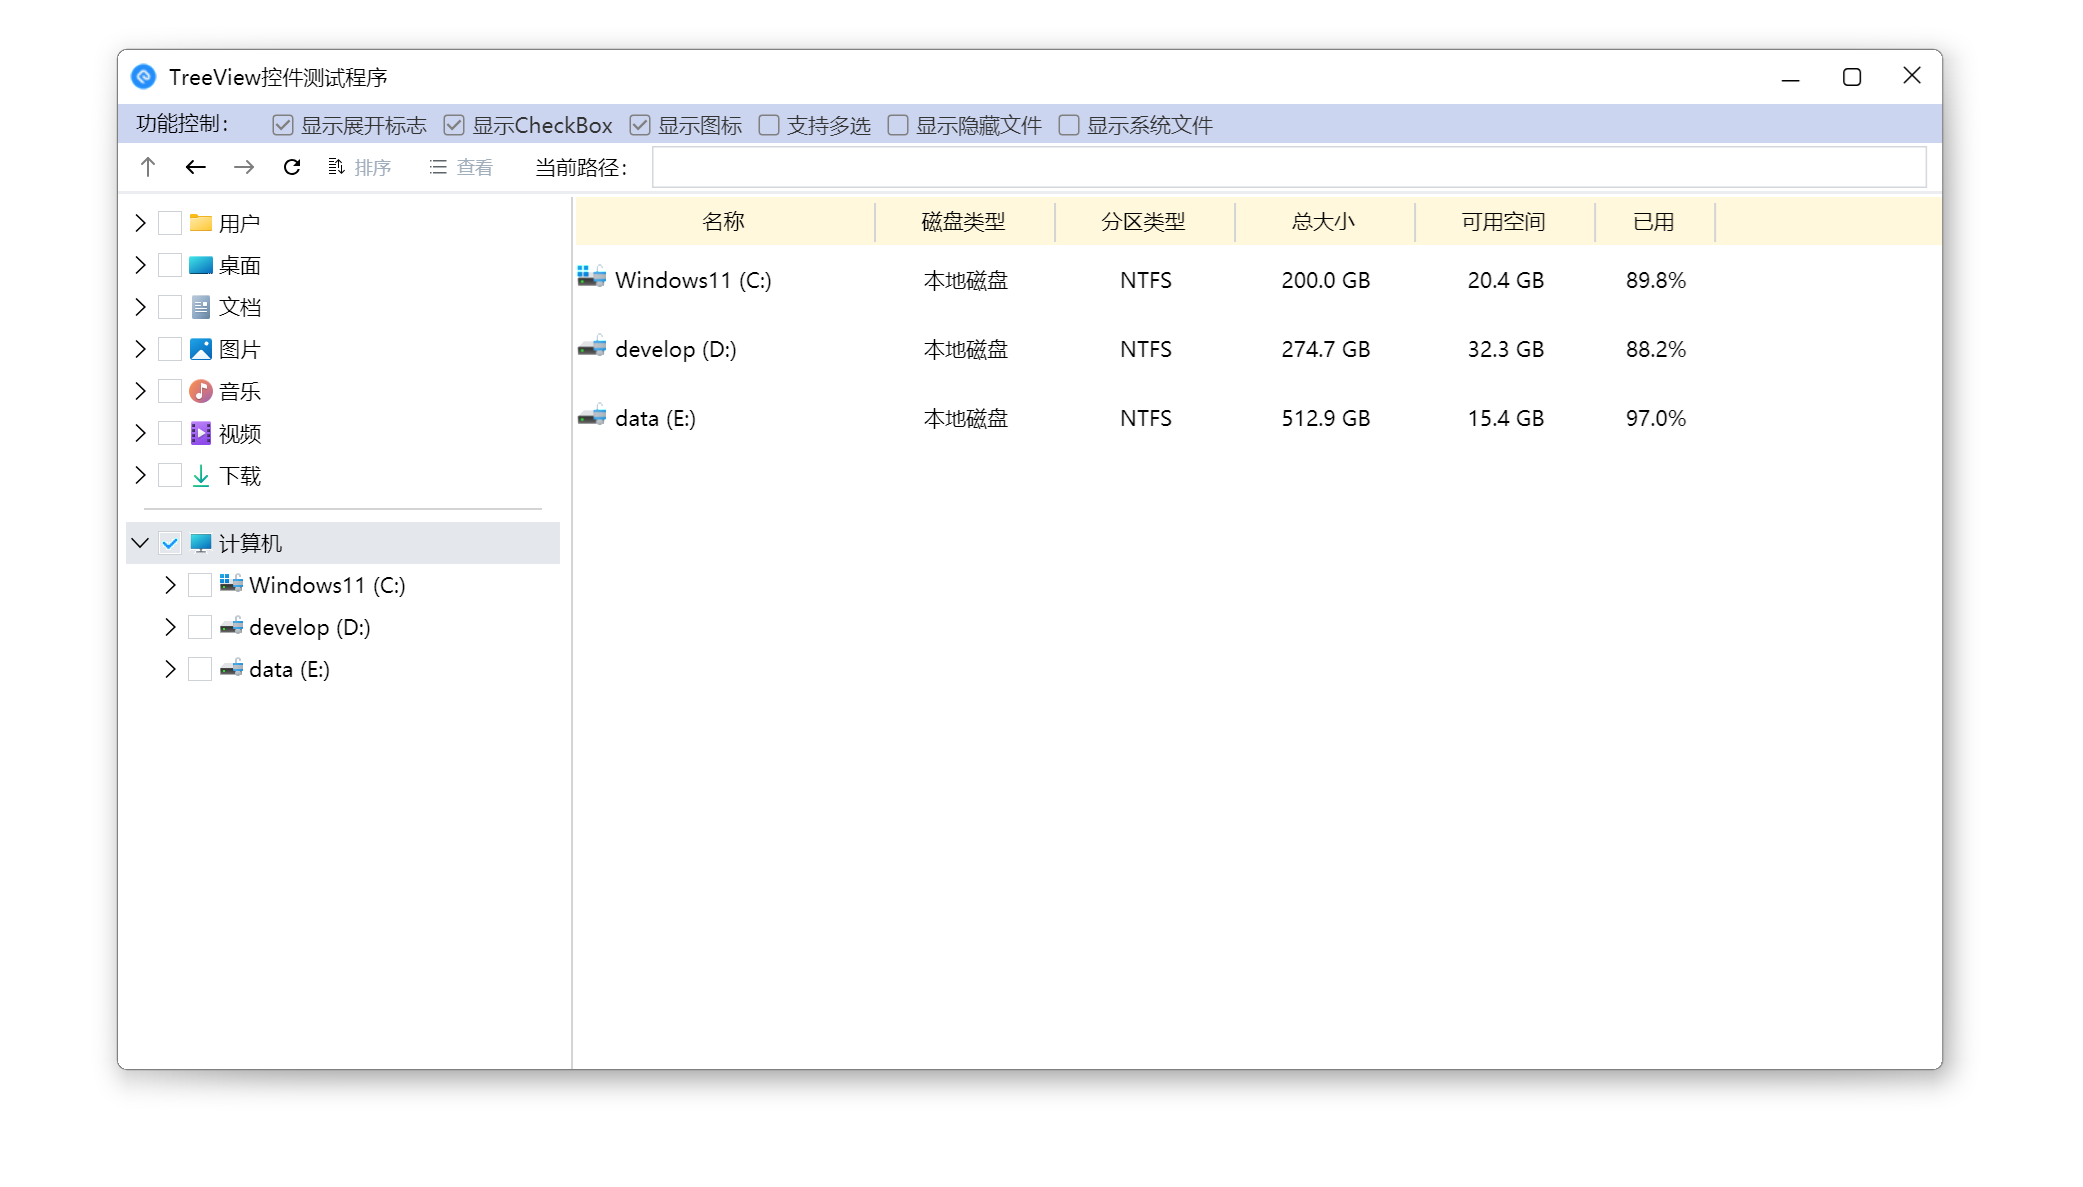 TreeView控件测试程序
功能控制： 显示展开标志 显示CheckBox 显示图标 支持多选 显示隐藏文件 显示系统文件
排序 查看 当前路径：
用户
桌面
文档
图片
音乐
视频
下载
计算机
Windows11 (C:)
develop (D:)
data (E:)
名称 磁盘类型 分区类型 总大小 可用空间 已用
Windows11 (C:) 本地磁盘 NTFS 200.0 GB 20.4 GB 89.8%
develop (D:) 本地磁盘 NTFS 274.7 GB 32.3 GB 88.2%
data (E:) 本地磁盘 NTFS 512.9 GB 15.4 GB 97.0%